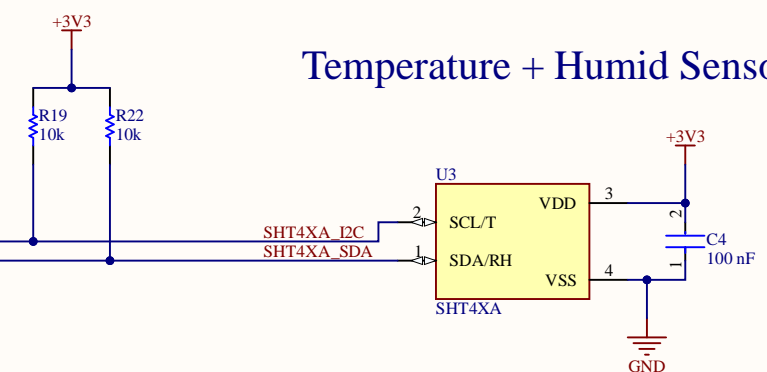 +3V3
Temperature + Humid
R19
10k
R22
10k
+3V3
U3
VDD
3
2
SCL/T
2
C4
100 nF
SHT4XA_I2C
SHT4XA_SDA
1
SDA/RH
VSS
4
1
SHT4XA
GND